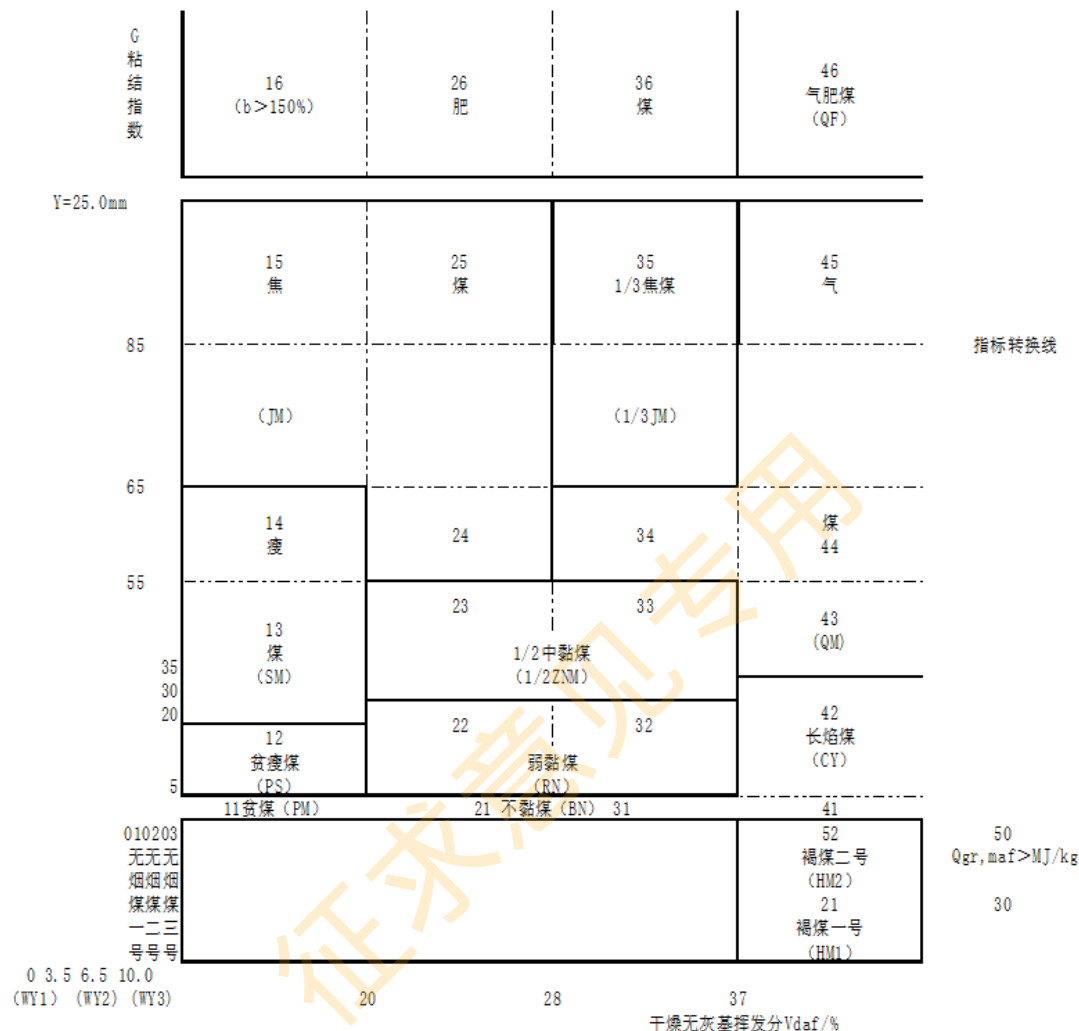 G
粘
结
指
数
16
(b>150%)
26
肥
36
煤
46
气肥煤
(QF)
Y=25.0mm
15
焦
25
煤
35
1/3焦煤
45
气
85
指标转换线
(JM)
(1/3JM)
65
14
瘦
24
34
煤
44
55
23
33
13
煤
(SM)
1/2中黏煤
(1/2ZNM)
43
(QM)
35
30
20
22
32
42
长焰煤
(CY)
12
贫瘦煤
(PS)
弱黏煤
(RN)
5
11贫煤(PM)
21 不黏煤(BN) 31
41
010203
无无无
烟烟烟
煤煤煤
一二三
号号号
52
褐煤二号
(HM2)
21
褐煤一号
(HM1)
50
Qgr,maf>MJ/kg
30
0 3.5 6.5 10.0
(WY1) (WY2) (WY3)
20
28
37
干燥无灰基挥发分Vdaf/%
征求意见专用